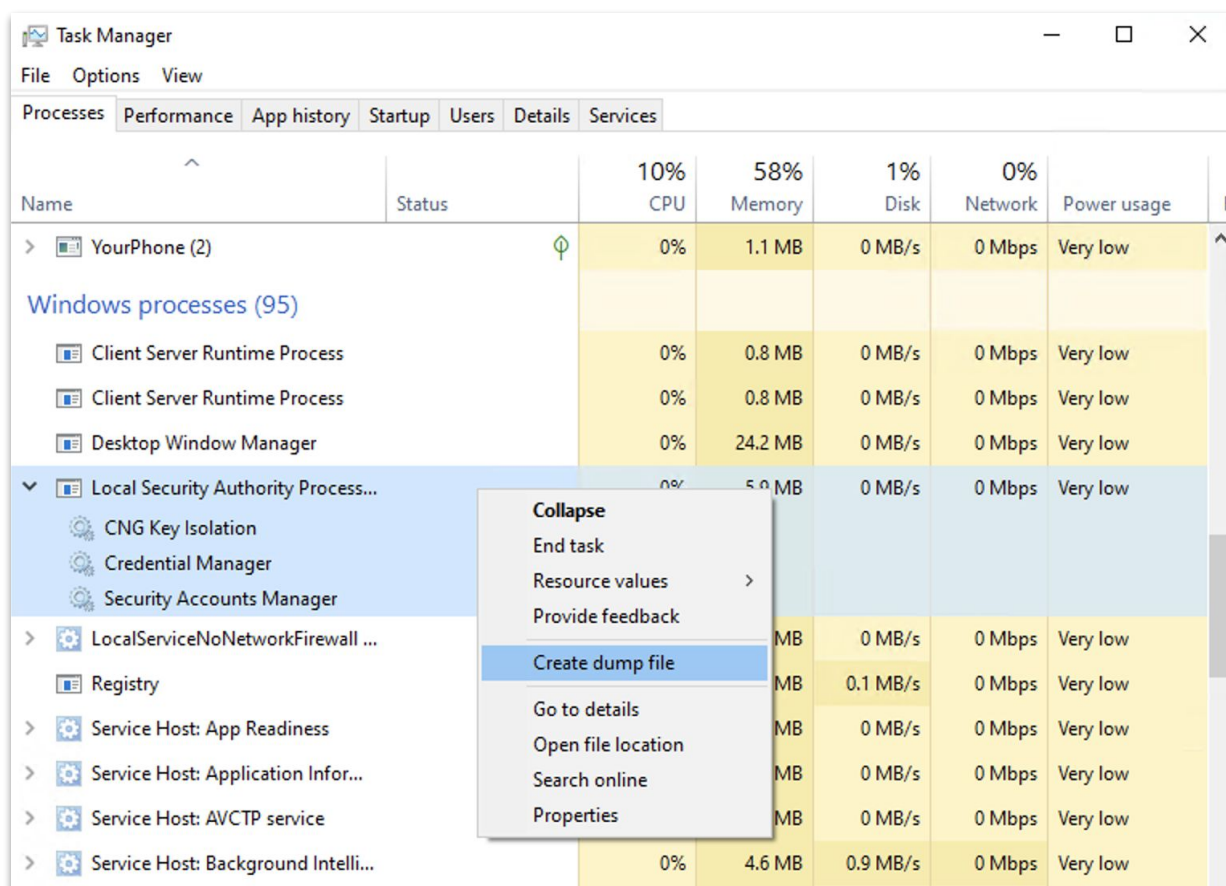 Task Manager
File Options View
Processes Performance App history Startup Users Details Services
10% 58% 1% 0%
Name Status CPU Memory Disk Network Power usage
YourPhone (2) 0% 1.1 MB 0 MB/s 0 Mbps Very low
Windows processes (95)
Client Server Runtime Process 0% 0.8 MB 0 MB/s 0 Mbps Very low
Client Server Runtime Process 0% 0.8 MB 0 MB/s 0 Mbps Very low
Desktop Window Manager 0% 24.2 MB 0 MB/s 0 Mbps Very low
Local Security Authority Process... 0% 5.9 MB 0 MB/s 0 Mbps Very low
CNG Key Isolation
Credential Manager
Security Accounts Manager
Collapse
End task
Resource values
Provide feedback
Create dump file
Go to details
Open file location
Search online
Properties
LocalServiceNoNetworkFirewall ... MB 0 MB/s 0 Mbps Very low
Registry MB 0.1 MB/s 0 Mbps Very low
Service Host: App Readiness MB 0 MB/s 0 Mbps Very low
Service Host: Application Infor... MB 0 MB/s 0 Mbps Very low
Service Host: AVCTP service MB 0 MB/s 0 Mbps Very low
Service Host: Background Intelli... 0% 4.6 MB 0.9 MB/s 0 Mbps Very low